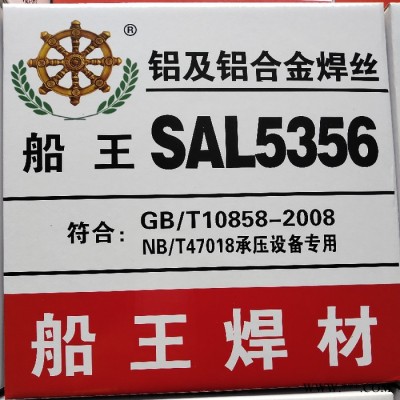 ®
铝及铝合金焊丝
船王 SAL5356
符合: GB/T10858-2008
NB/T47018承压设备专用
船王焊材